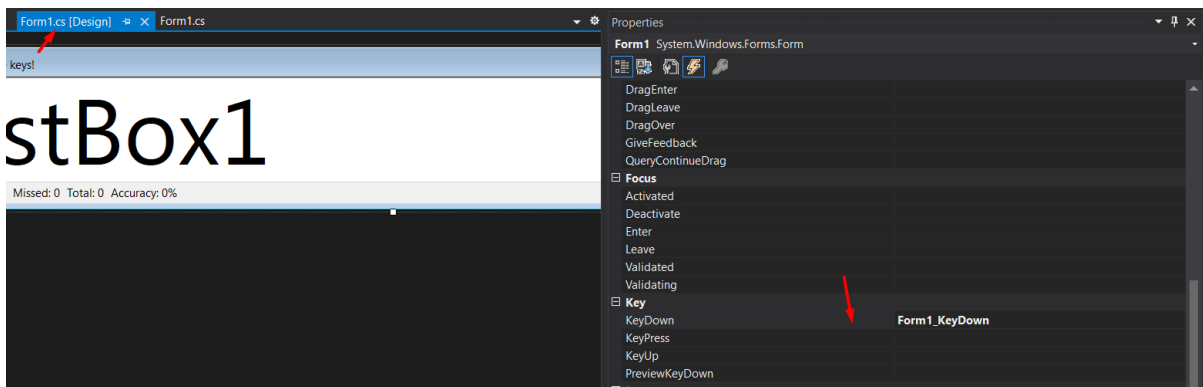 Form1.cs [Design] Form1.cs
keys!
stBox1
Missed: 0 Total: 0 Accuracy: 0%
Properties
Form1 System.Windows.Forms.Form
DragEnter
DragLeave
DragOver
GiveFeedback
QueryContinueDrag
Focus
Activated
Deactivate
Enter
Leave
Validated
Validating
Key
KeyDown Form1_KeyDown
KeyPress
KeyUp
PreviewKeyDown